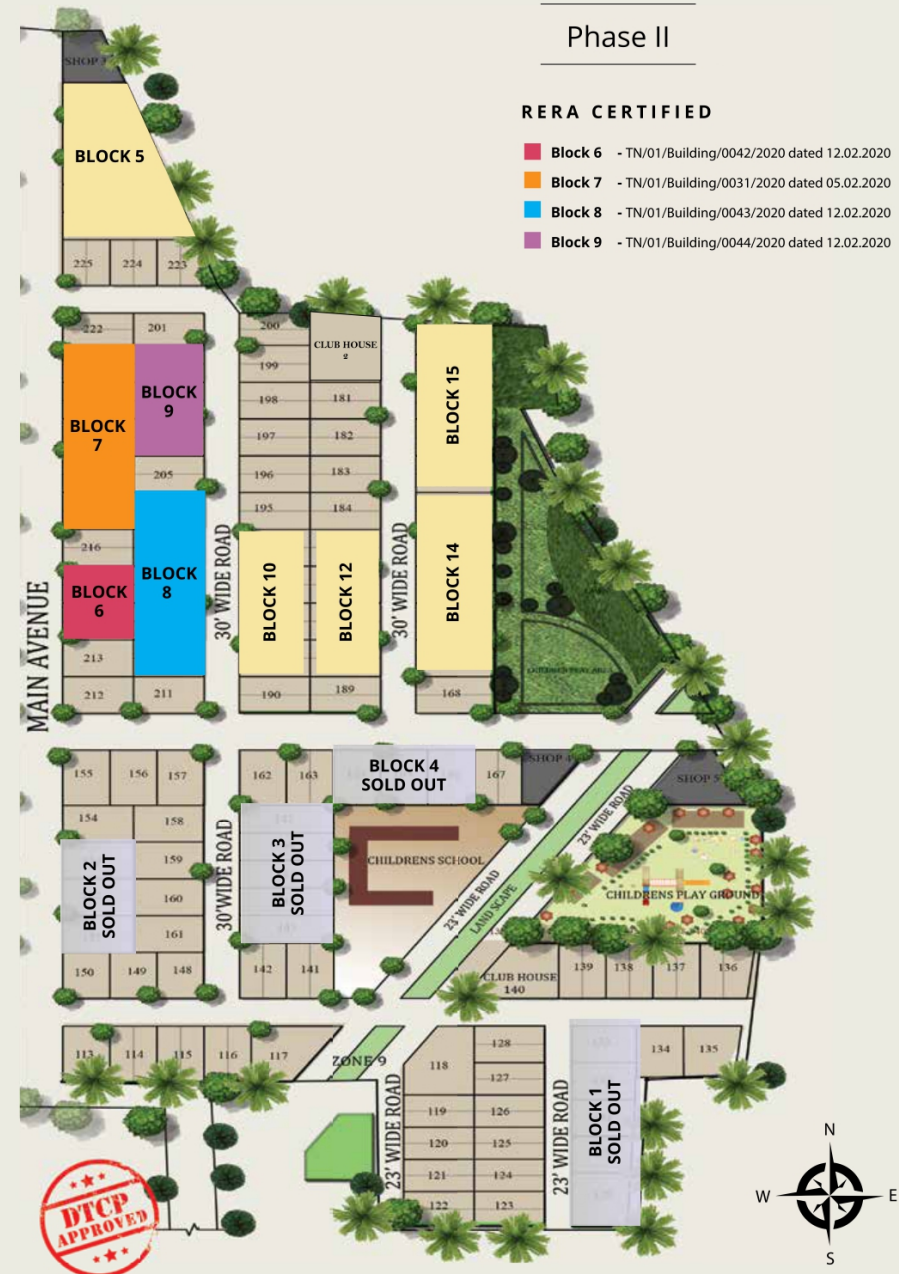 Phase II
RERA CERTIFIED
Block 6 - TN/01/Building/0042/2020 dated 12.02.2020
Block 7 - TN/01/Building/0031/2020 dated 05.02.2020
Block 8 - TN/01/Building/0043/2020 dated 12.02.2020
Block 9 - TN/01/Building/0044/2020 dated 12.02.2020
SHOP 3
BLOCK 5
225 224 223
222 201
BLOCK
9
BLOCK
7
205
216
BLOCK
8
BLOCK
6
213
212 211
MAIN AVENUE
30' WIDE ROAD
200
CLUB HOUSE
2
199
198 181
197 182
196 183
195 184
BLOCK 10
BLOCK 12
190 189
30' WIDE ROAD
BLOCK 15
BLOCK 14
168
155 156 157
154 158
159
160
161
BLOCK 2
SOLD OUT
150 149 148
30'WIDE ROAD
162 163
BLOCK 4
SOLD OUT
167
SHOP 4
SHOP 5
BLOCK 3
SOLD OUT
CHILDRENS SCHOOL
142 141
23' WIDE ROAD
LAND SCAPE
23' WIDE ROAD
CHILDRENS PLAY GROUND
CLUB HOUSE
140
139 138 137 136
113 114 115 116 117
ZONE 9
118
128
127
119 126
120 125
121 124
122 123
23' WIDE ROAD
23' WIDE ROAD
BLOCK 1
SOLD OUT
134 135
DTCP
APPROVED
N
W E
S